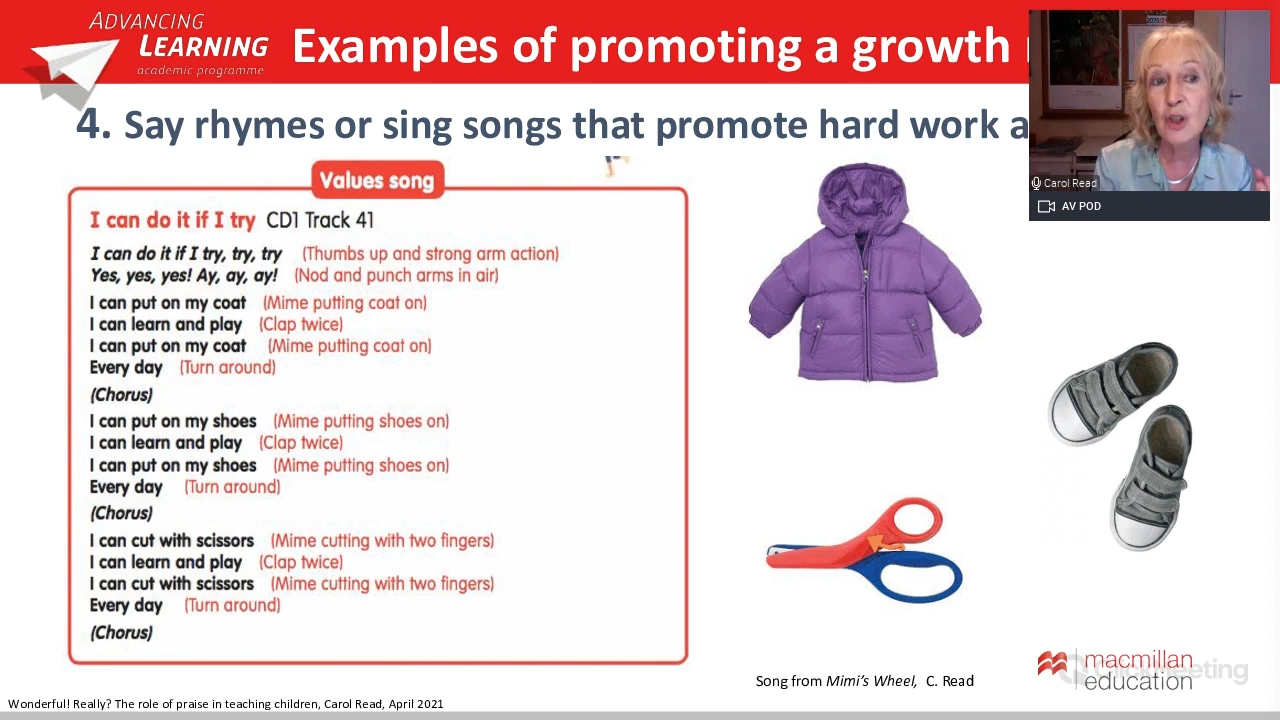 ADVANCING
LEARNING
academic programme
Examples of promoting a growth
4. Say rhymes or sing songs that promote hard work a
Carol Read
AV POD
Values song
I can do it if I try CD1 Track 41
I can do it if I try, try, try (Thumbs up and strong arm action)
Yes, yes, yes! Ay, ay, ay! (Nod and punch arms in air)
I can put on my coat (Mime putting coat on)
I can learn and play (Clap twice)
I can put on my coat (Mime putting coat on)
Every day (Turn around)
(Chorus)
I can put on my shoes (Mime putting shoes on)
I can learn and play (Clap twice)
I can put on my shoes (Mime putting shoes on)
Every day (Turn around)
(Chorus)
I can cut with scissors (Mime cutting with two fingers)
I can learn and play (Clap twice)
I can cut with scissors (Mime cutting with two fingers)
Every day (Turn around)
(Chorus)
Song from Mimi's Wheel, C. Read
macmillan
education
ClickMeeting
Wonderful! Really? The role of praise in teaching children, Carol Read, April 2021